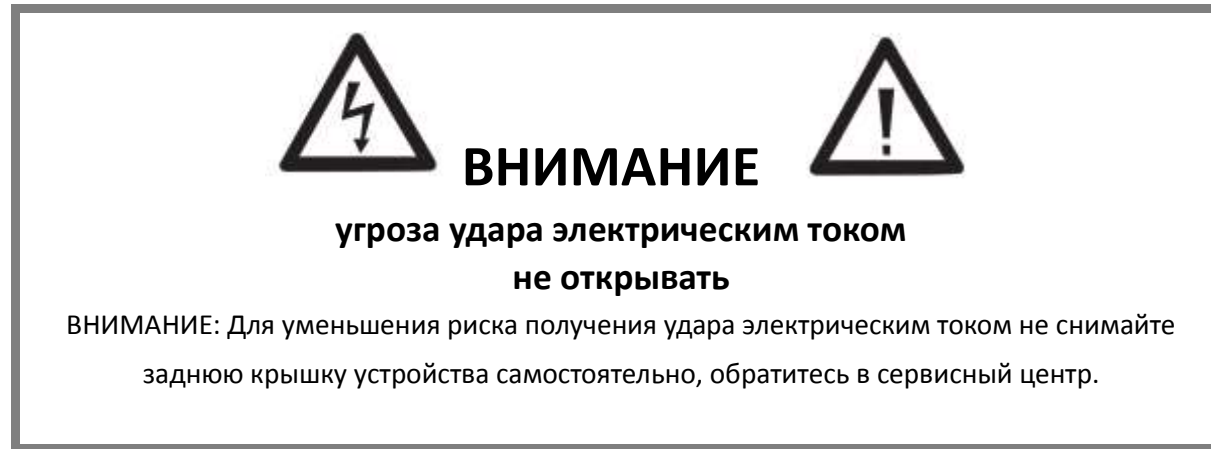 ВНИМАНИЕ
угроза удара электрическим током
не открывать
ВНИМАНИЕ: Для уменьшения риска получения удара электрическим током не снимайте
заднюю крышку устройства самостоятельно, обратитесь в сервисный центр.